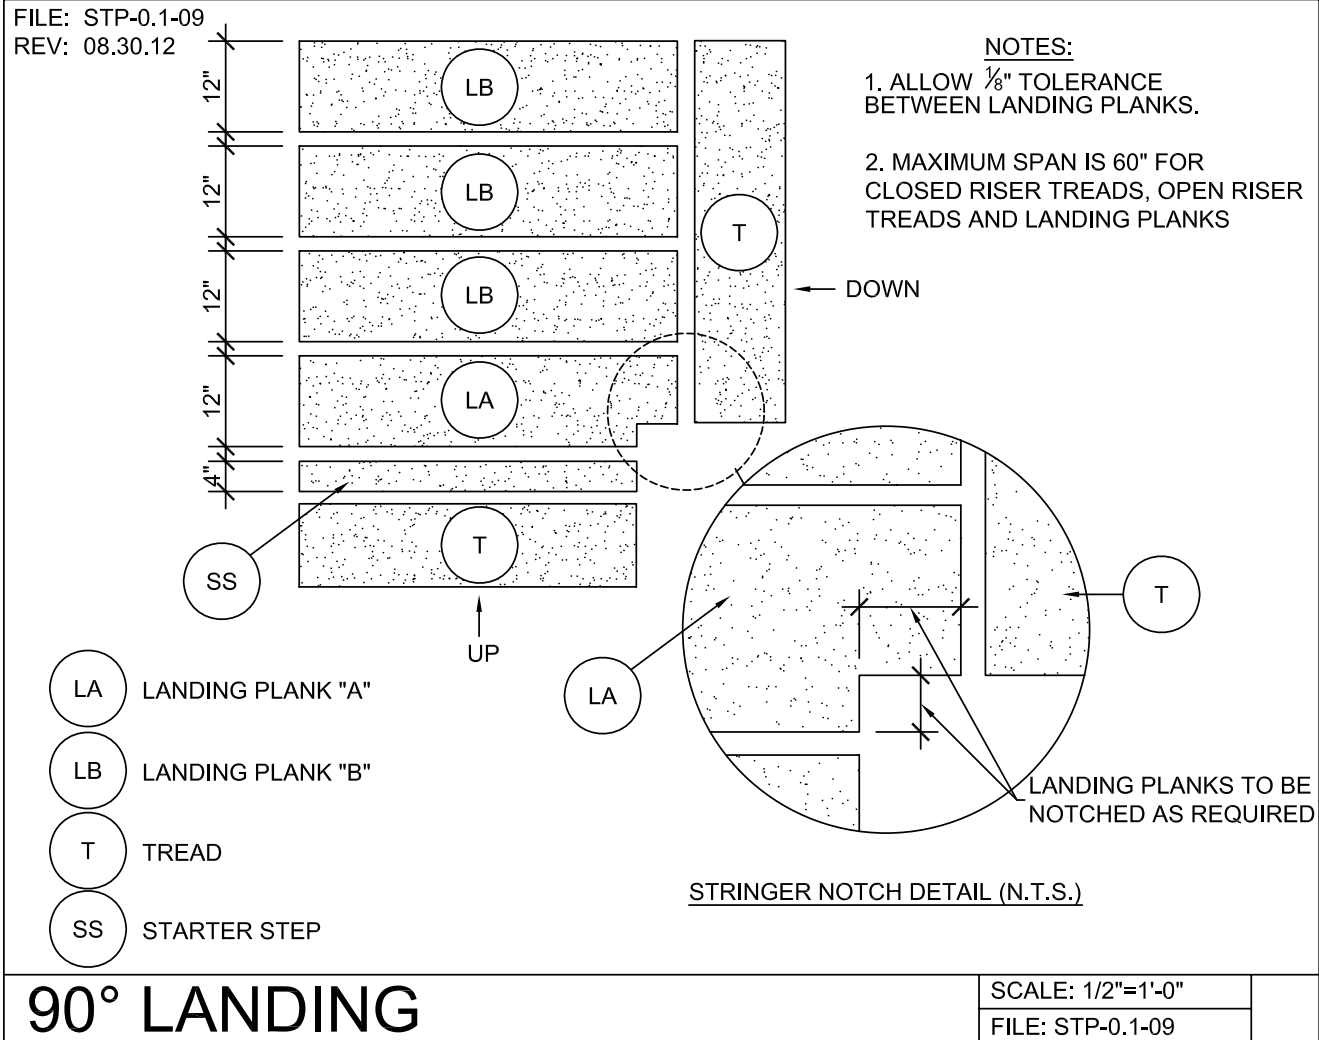 FILE: STP-0.1-09
REV: 08.30.12
12"
12"
12"
12"
4"
LB
LB
LB
LA
T
T
SS
UP
DOWN
NOTES:
1. ALLOW ⅛" TOLERANCE
BETWEEN LANDING PLANKS.
2. MAXIMUM SPAN IS 60" FOR
CLOSED RISER TREADS, OPEN RISER
TREADS AND LANDING PLANKS
LA
T
LANDING PLANKS TO BE
NOTCHED AS REQUIRED
STRINGER NOTCH DETAIL (N.T.S.)
LA LANDING PLANK "A"
LB LANDING PLANK "B"
T TREAD
SS STARTER STEP
90° LANDING
SCALE: 1/2"=1'-0"
FILE: STP-0.1-09